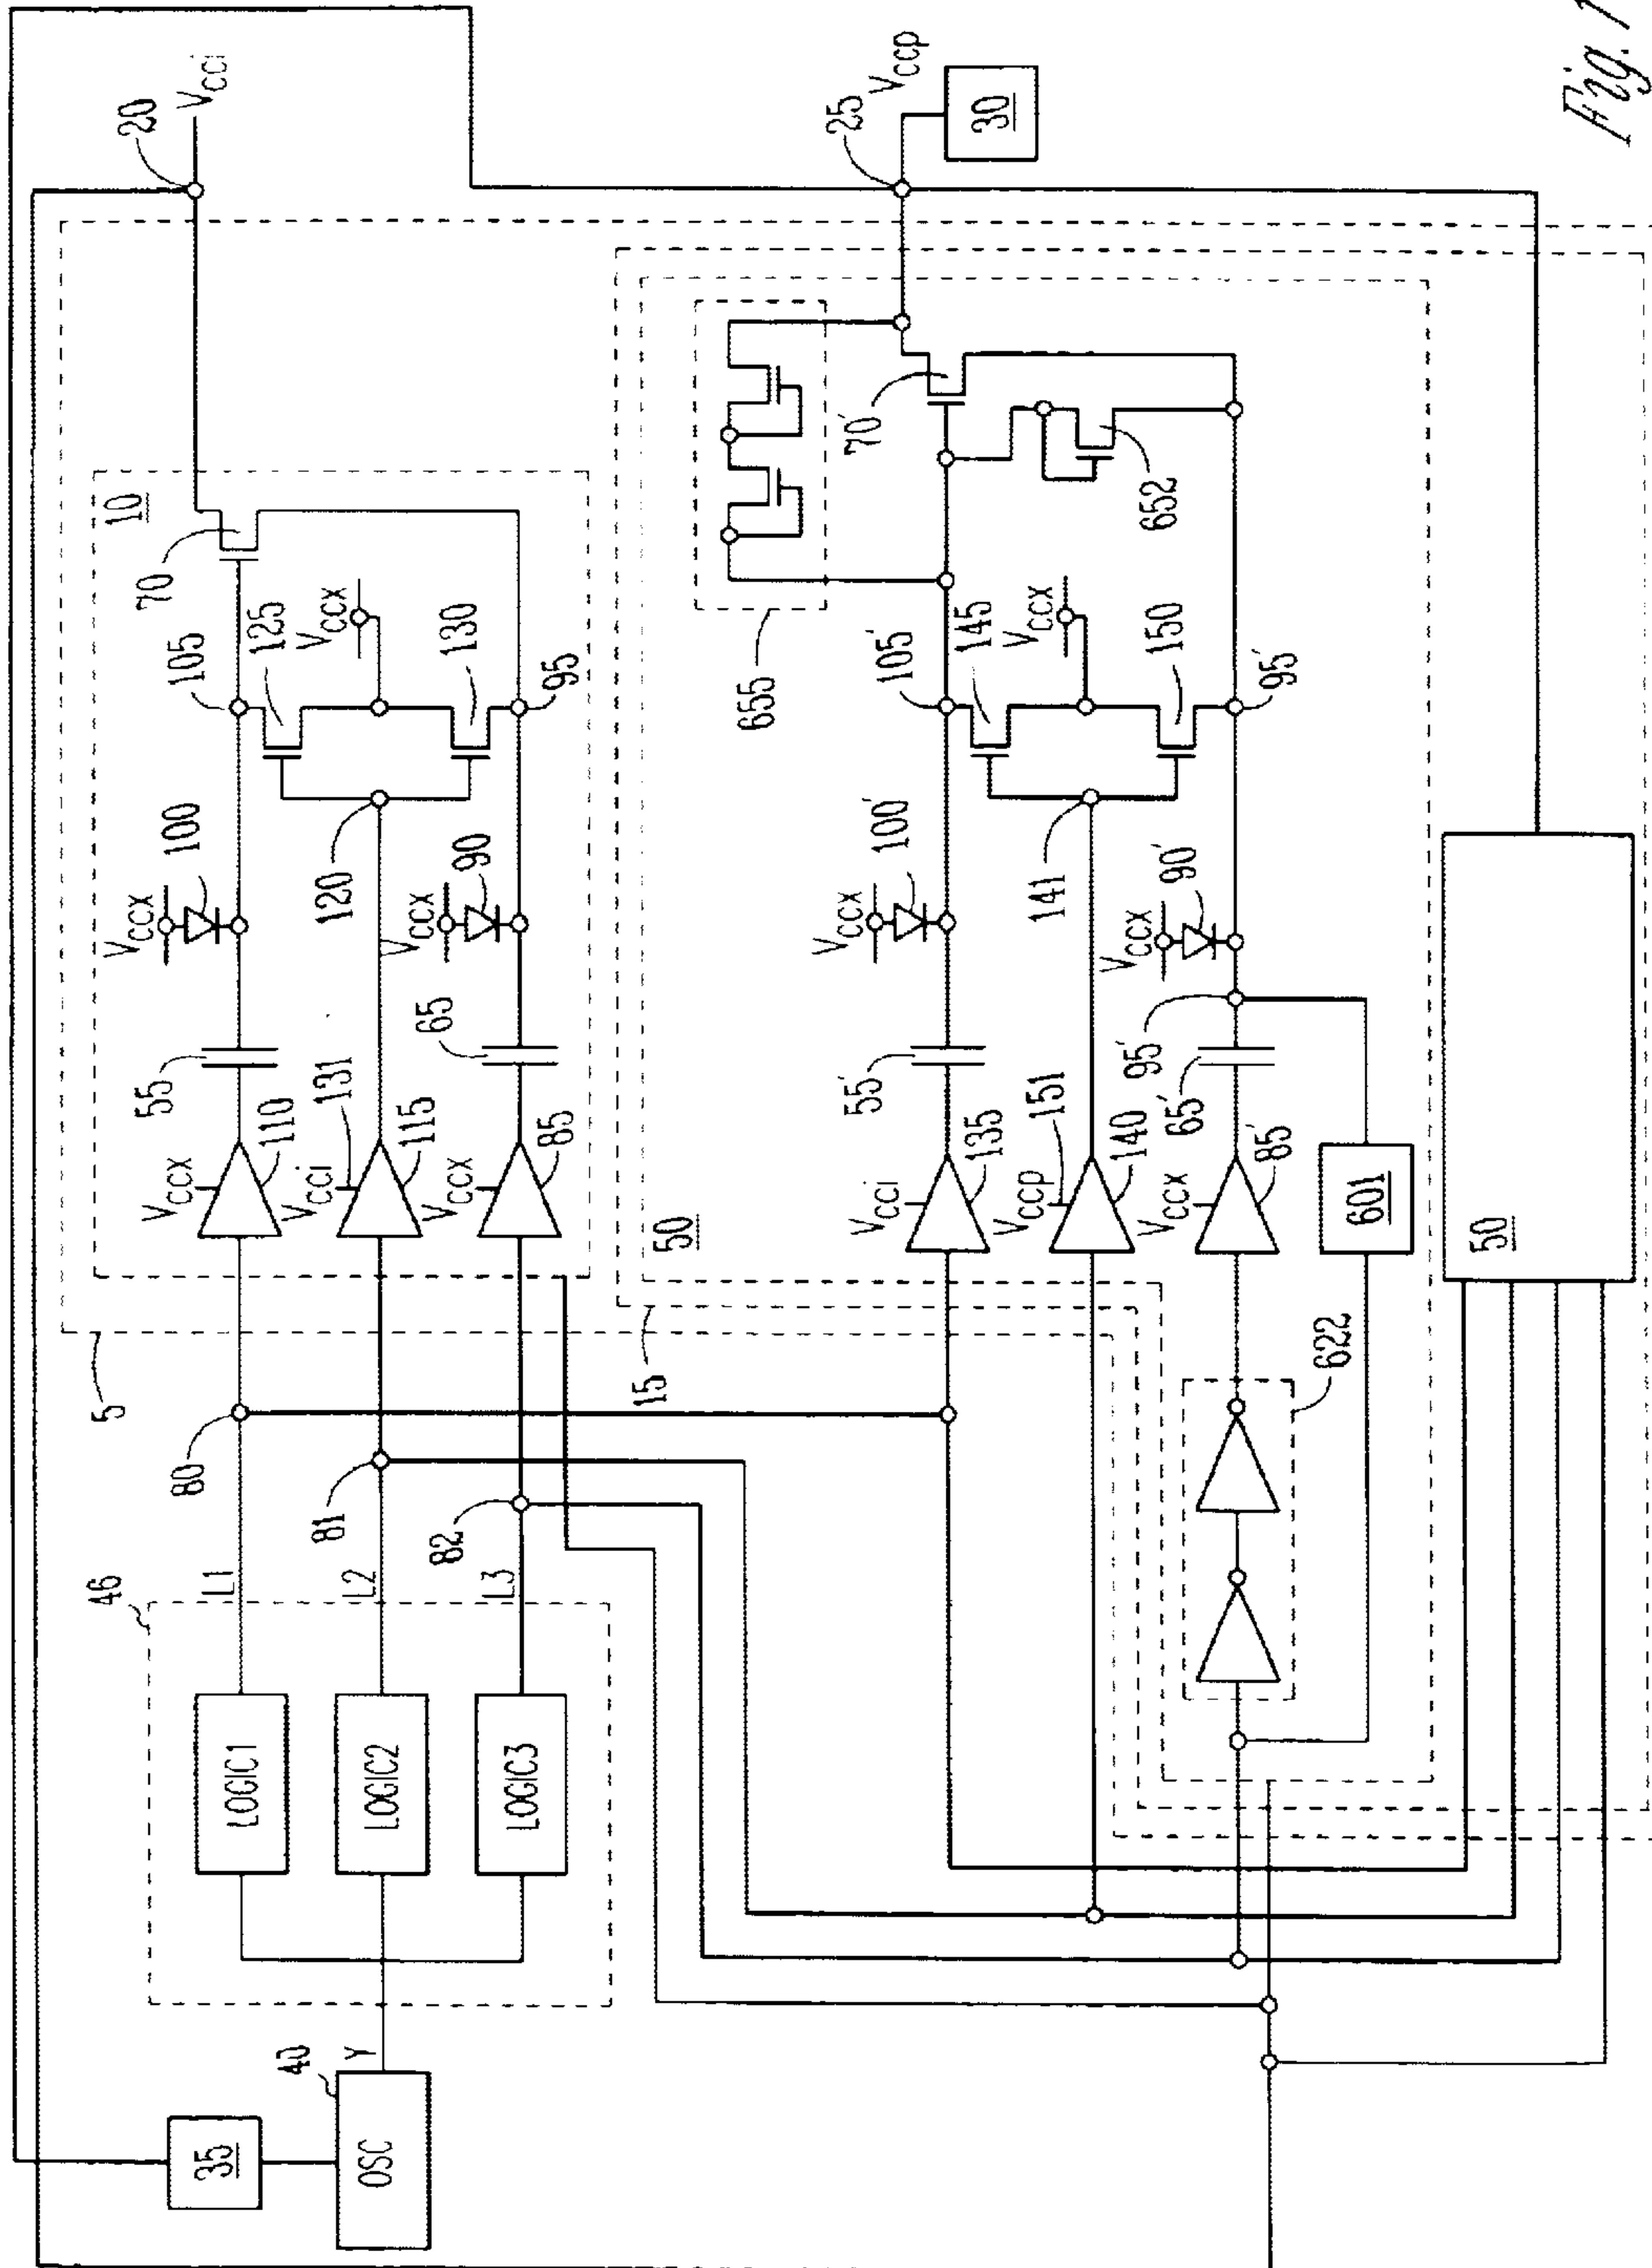 Fig. 1
35
40
OSC
Y
46
LOGIC1
LOGIC2
LOGIC3
L1
L2
L3
80
81
82
5
10
Vccx
110
55
Vccx
100
105
70
20
Vcci
Vcci
131
115
120
125
Vccx
130
Vccx
85
65
Vccx
90
95
15
50
Vcci
135
55'
Vccx
100'
105'
655
70'
25
Vccp
30
Vccp
151
140
141
145
Vccx
150
652
622
Vccx
85'
65'
95'
Vccx
90'
95'
601
50